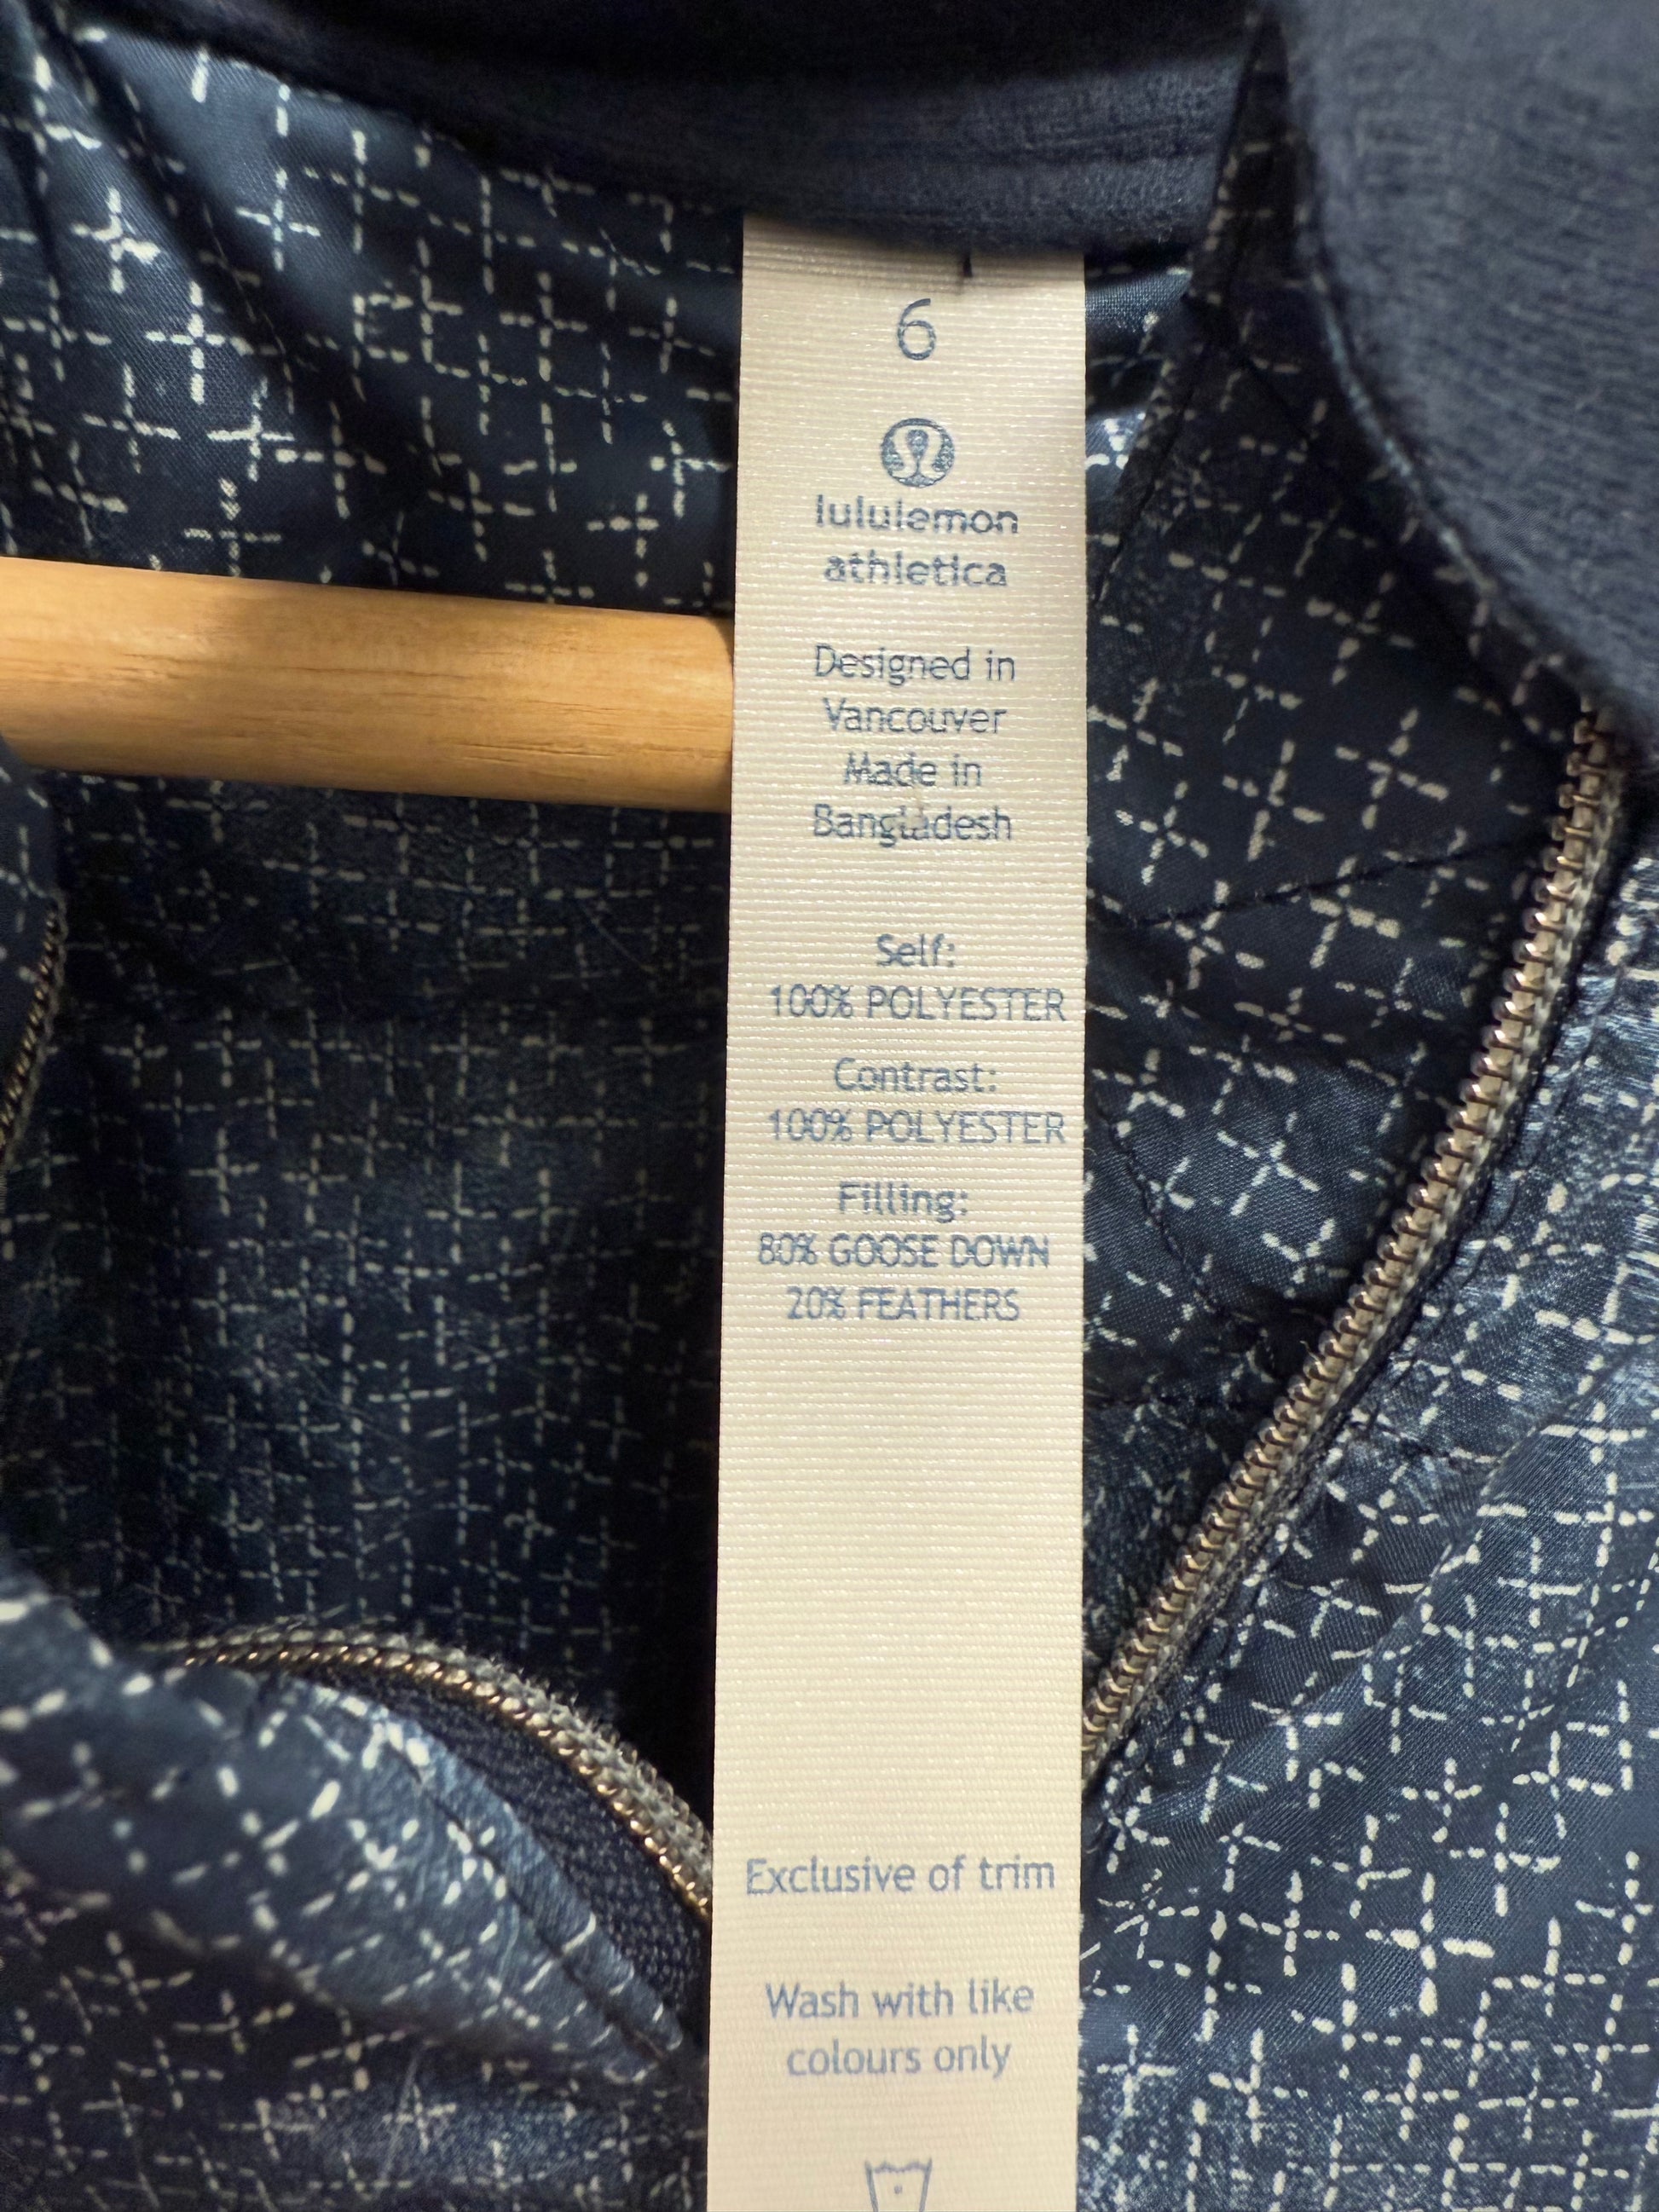 6
lululemon
athletica
Designed in
Vancouver
Made in
Bangladesh
Self:
100% POLYESTER
Contrast:
100% POLYESTER
Filling:
80% GOOSE DOWN
20% FEATHERS
Exclusive of trim
Wash with like
colours only